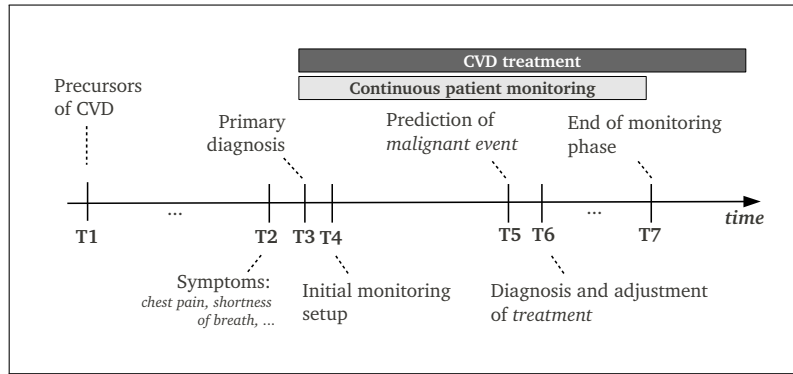 CVD treatment
Continuous patient monitoring
Precursors
of CVD
Primary
diagnosis
Prediction of
malignant event
End of monitoring
phase
...
...
time
T1
T2
T3
T4
T5
T6
T7
Symptoms:
chest pain, shortness
of breath, ...
Initial monitoring
setup
Diagnosis and adjustment
of treatment